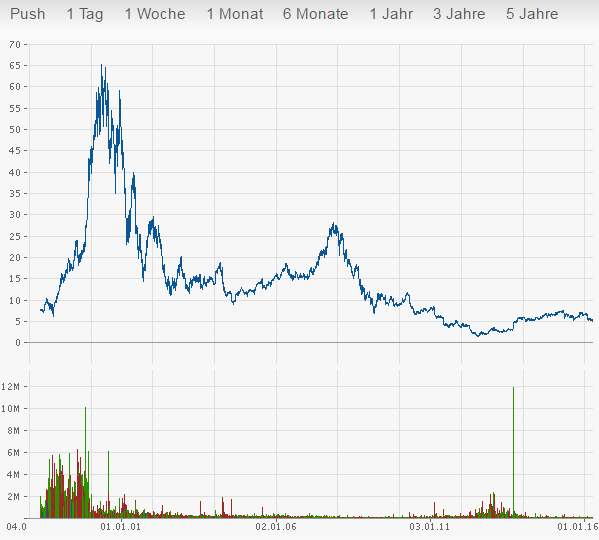 Push 1 Tag 1 Woche 1 Monat 6 Monate 1 Jahr 3 Jahre 5 Jahre
70
65
60
55
50
45
40
35
30
25
20
15
10
5
0
12M
10M
8M
6M
4M
2M
04.0 01.01.01 02.01.06 03.01.11 01.01.16